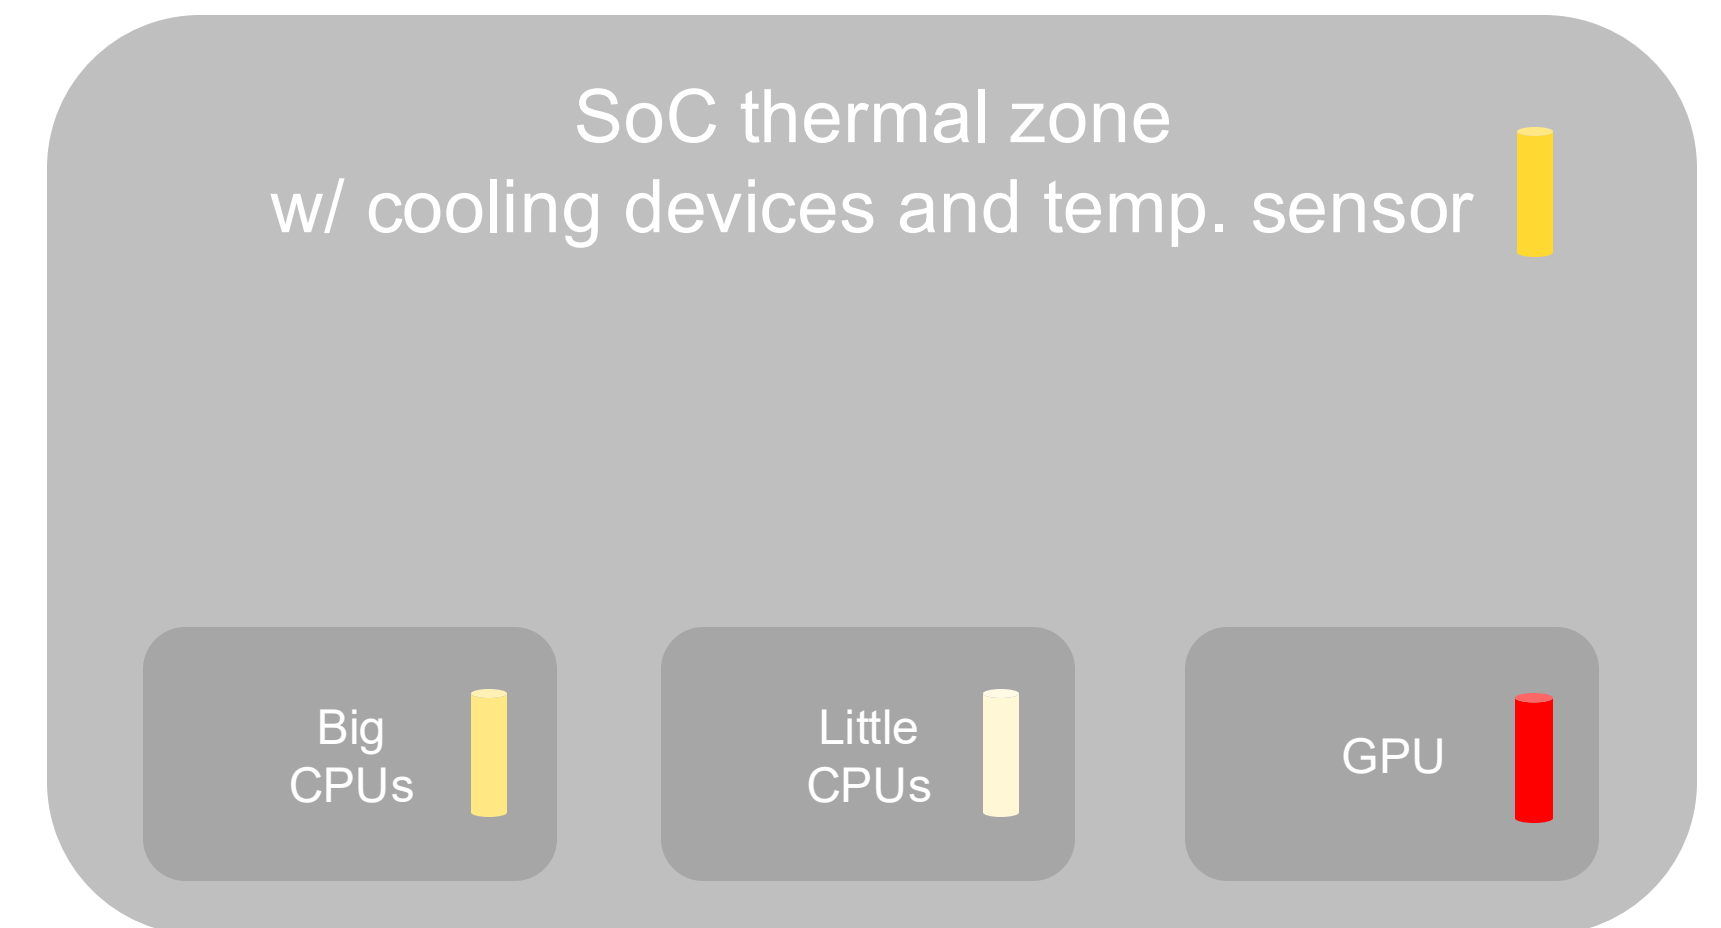 SoC thermal zone
w/ cooling devices and temp. sensor
Big
CPUs
Little
CPUs
GPU